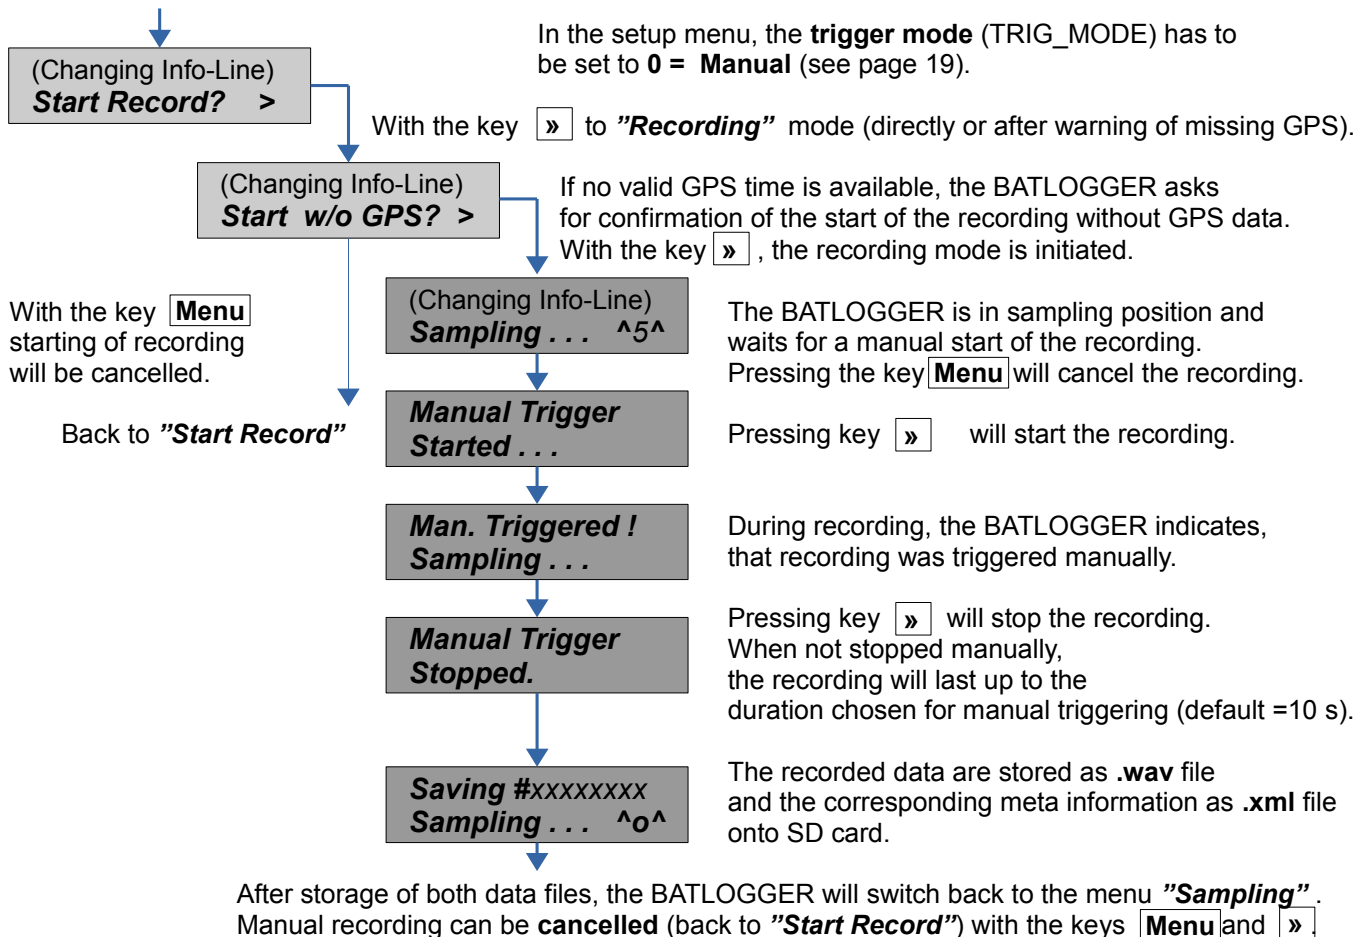 In the setup menu, the trigger mode (TRIG_MODE) has to
be set to 0 = Manual (see page 19).
(Changing Info-Line)
Start Record? >
With the key » to ”Recording” mode (directly or after warning of missing GPS).
(Changing Info-Line)
Start w/o GPS? >
If no valid GPS time is available, the BATLOGGER asks
for confirmation of the start of the recording without GPS data.
With the key » , the recording mode is initiated.
With the key Menu
starting of recording
will be cancelled.
Back to ”Start Record”
(Changing Info-Line)
Sampling . . . ^5^
The BATLOGGER is in sampling position and
waits for a manual start of the recording.
Pressing the key Menu will cancel the recording.
Manual Trigger
Started . . .
Pressing key » will start the recording.
Man. Triggered !
Sampling . . .
During recording, the BATLOGGER indicates,
that recording was triggered manually.
Manual Trigger
Stopped.
Pressing key » will stop the recording.
When not stopped manually,
the recording will last up to the
duration chosen for manual triggering (default =10 s).
Saving #xxxxxxxx
Sampling . . . ^o^
The recorded data are stored as .wav file
and the corresponding meta information as .xml file
onto SD card.
After storage of both data files, the BATLOGGER will switch back to the menu ”Sampling”.
Manual recording can be cancelled (back to ”Start Record”) with the keys Menu and » .